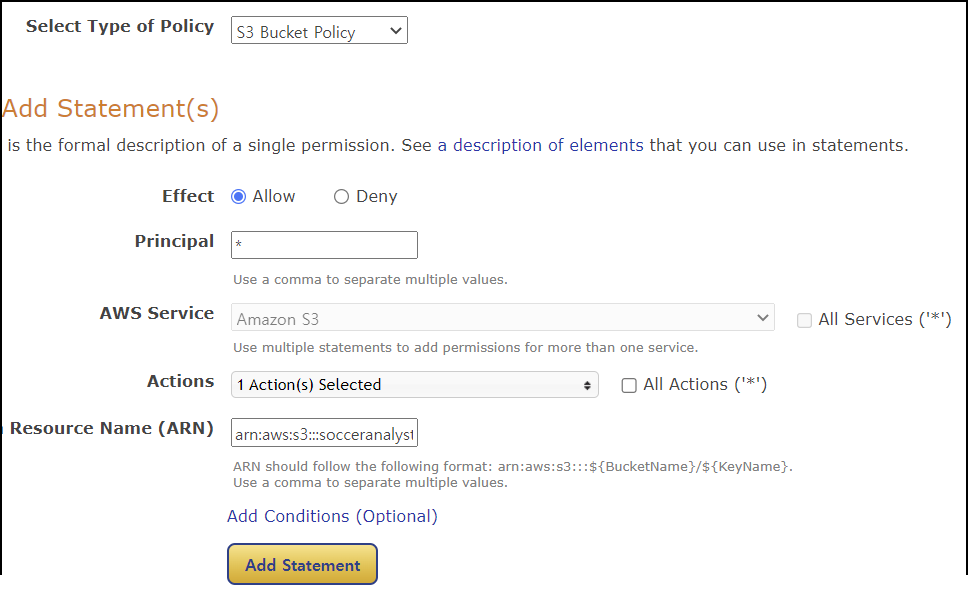 Select Type of Policy S3 Bucket Policy
Add Statement(s)
is the formal description of a single permission. See a description of elements that you can use in statements.
Effect Allow Deny
Principal *
Use a comma to separate multiple values.
AWS Service Amazon S3 All Services ('*')
Use multiple statements to add permissions for more than one service.
Actions 1 Action(s) Selected All Actions ('*')
Resource Name (ARN) arn:aws:s3:::socceranalyst
ARN should follow the following format: arn:aws:s3:::${BucketName}/${KeyName}.
Use a comma to separate multiple values.
Add Conditions (Optional)
Add Statement